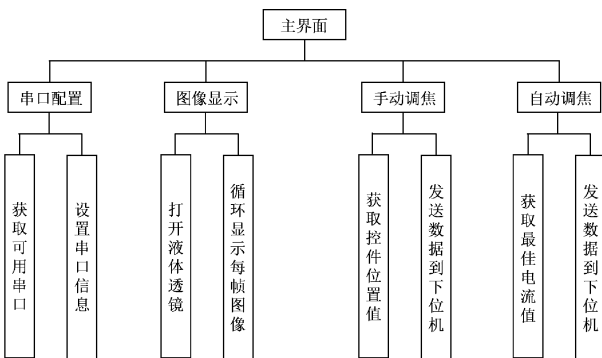 主界面
串口配置
图像显示
手动调焦
自动调焦
获取可用串口
设置串口信息
打开液体透镜
循环显示每帧图像
获取控件位置值
发送数据到下位机
获取最佳电流值
发送数据到下位机